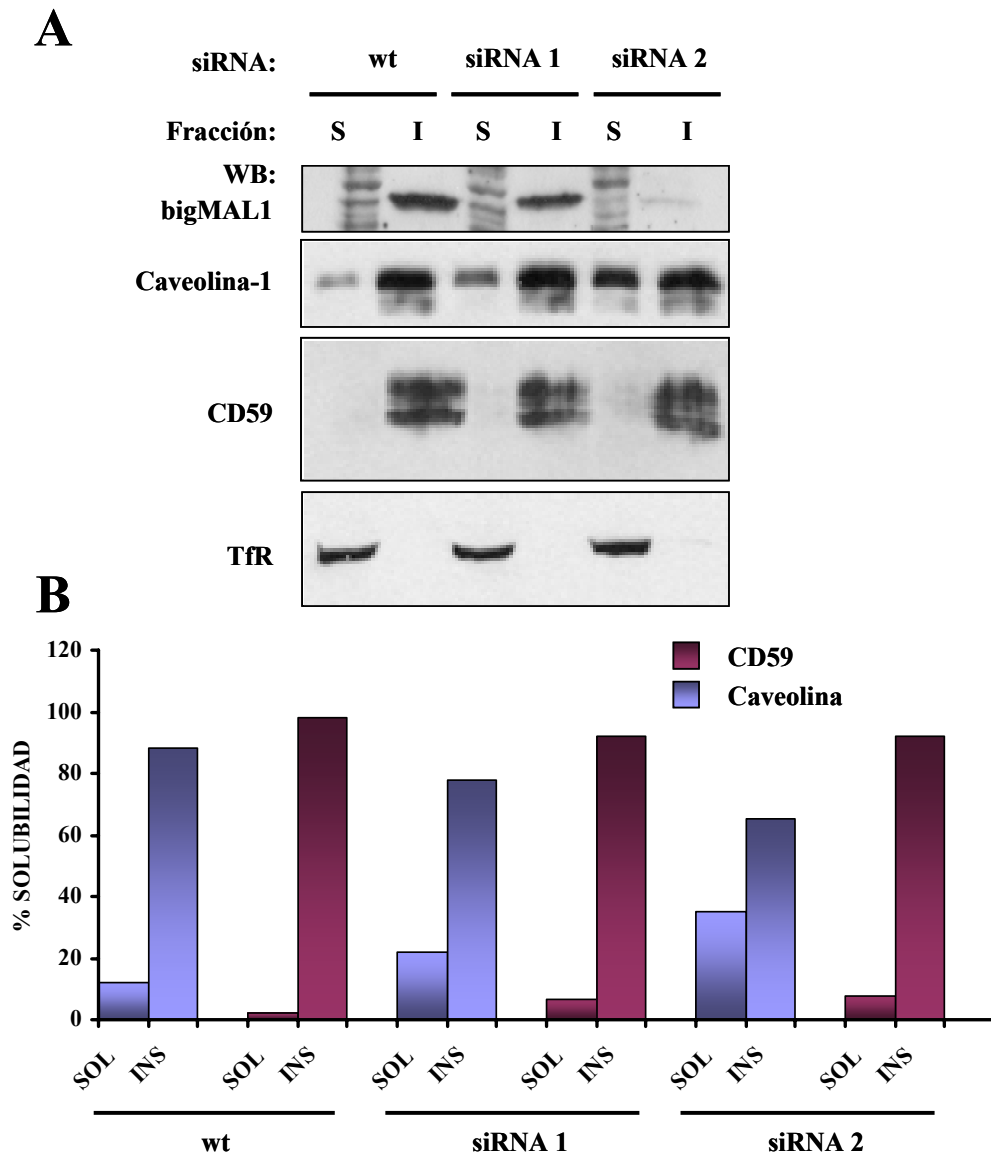 A
siRNA: wt siRNA 1 siRNA 2
Fracción: S I S I S I
WB:
bigMAL1
Caveolina-1
CD59
TfR
B
CD59
Caveolina
% SOLUBILIDAD
120
100
80
60
40
20
0
SOL INS SOL INS SOL INS SOL INS SOL INS SOL INS
wt siRNA 1 siRNA 2